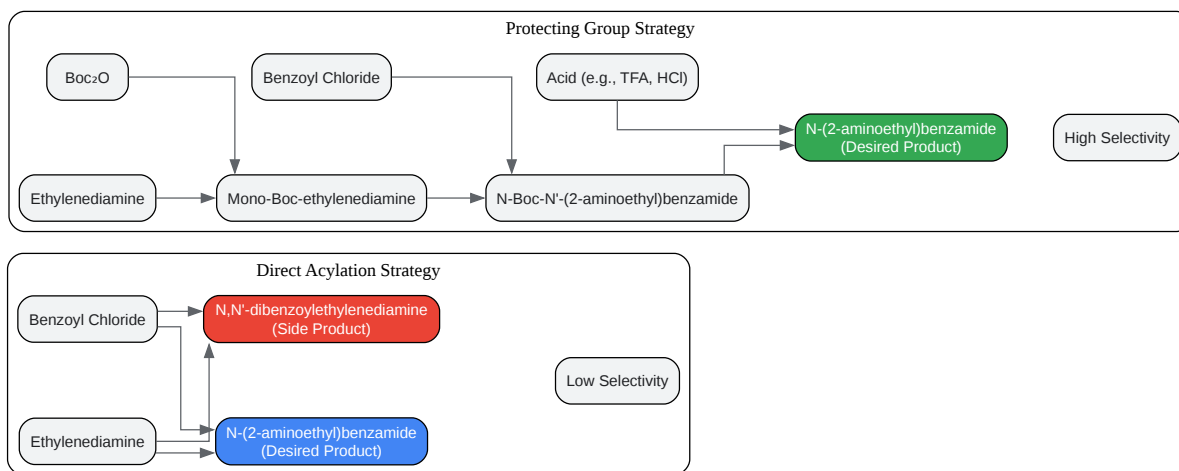 Protecting Group Strategy
Boc₂O
Benzoyl Chloride
Acid (e.g., TFA, HCl)
N-(2-aminoethyl)benzamide
(Desired Product)
High Selectivity
Ethylenediamine
Mono-Boc-ethylenediamine
N-Boc-N'-(2-aminoethyl)benzamide
Direct Acylation Strategy
Benzoyl Chloride
N,N'-dibenzoylethylenediamine
(Side Product)
Low Selectivity
Ethylenediamine
N-(2-aminoethyl)benzamide
(Desired Product)